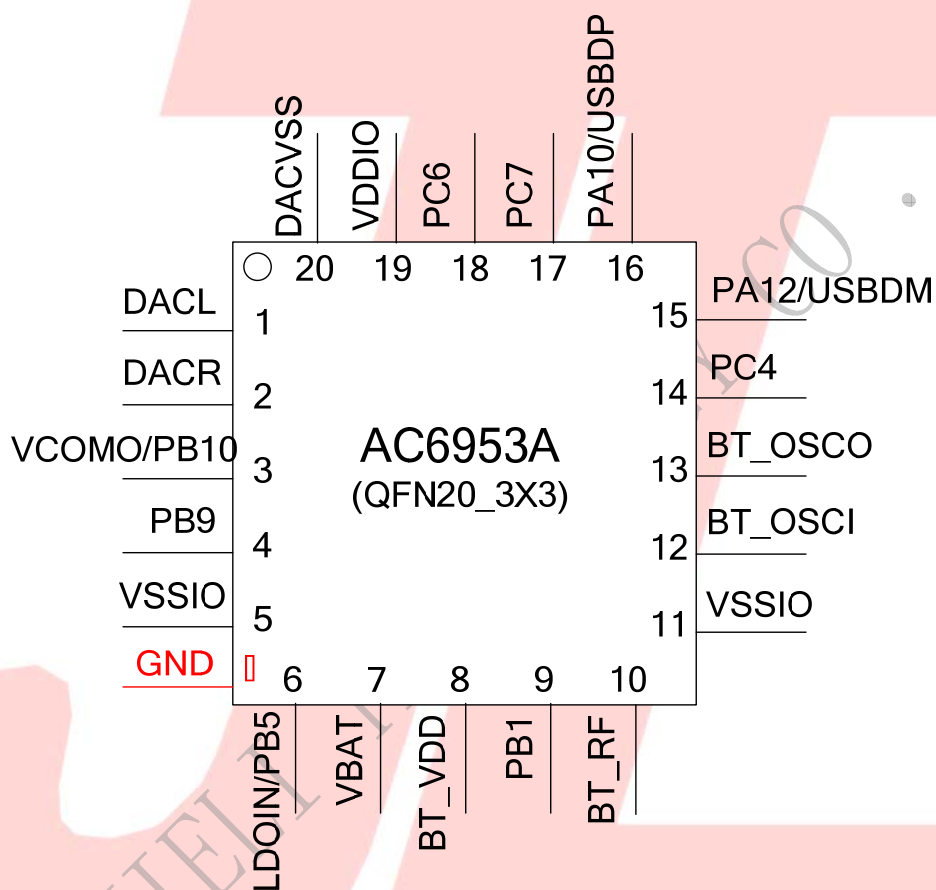 DACVSS
VDDIO
PC6
PC7
PA10/USBDP
20 19 18 17 16
DACL 1
DACR 2
VCOMO/PB10 3
PB9 4
VSSIO 5
GND 0
AC6953A
(QFN20_3X3)
15 PA12/USBDM
14 PC4
13 BT_OSCO
12 BT_OSCI
11 VSSIO
6 7 8 9 10
LDOIN/PB5
VBAT
BT_VDD
PB1
BT_RF
CO